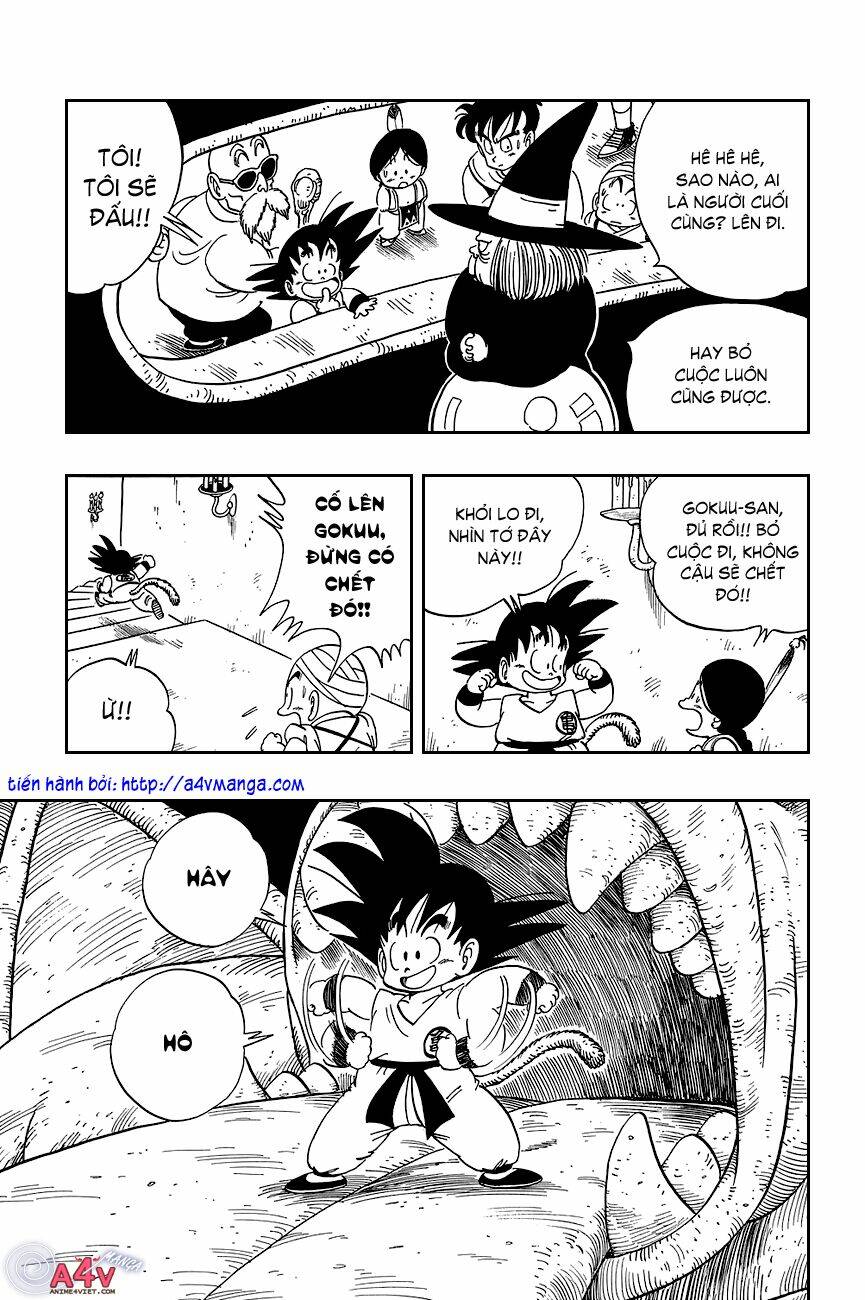 HÊ HÊ HÊ,
SAO NÀO, AI
LÀ NGƯỜI CUỐI
CÙNG? LÊN ĐI.
TÔI!
TÔI SẼ
ĐẤU!!
HAY BỎ
CUỘC LUÔN
CŨNG ĐƯỢC.
GOKUU-SAN,
ĐỦ RỒI!! BỎ
CUỘC ĐI, KHÔNG
CẬU SẼ CHẾT
ĐÓ!!
KHỎI LO ĐI,
NHÌN TỚ ĐÂY
NÀY!!
CỐ LÊN
GOKUU,
ĐỪNG CÓ
CHẾT
ĐÓ!!
Ừ!!
tiến hành bởi: http://a4vmanga.com
HÂY
HÔ
A4V
MANGA
ANIME4VIET.COM